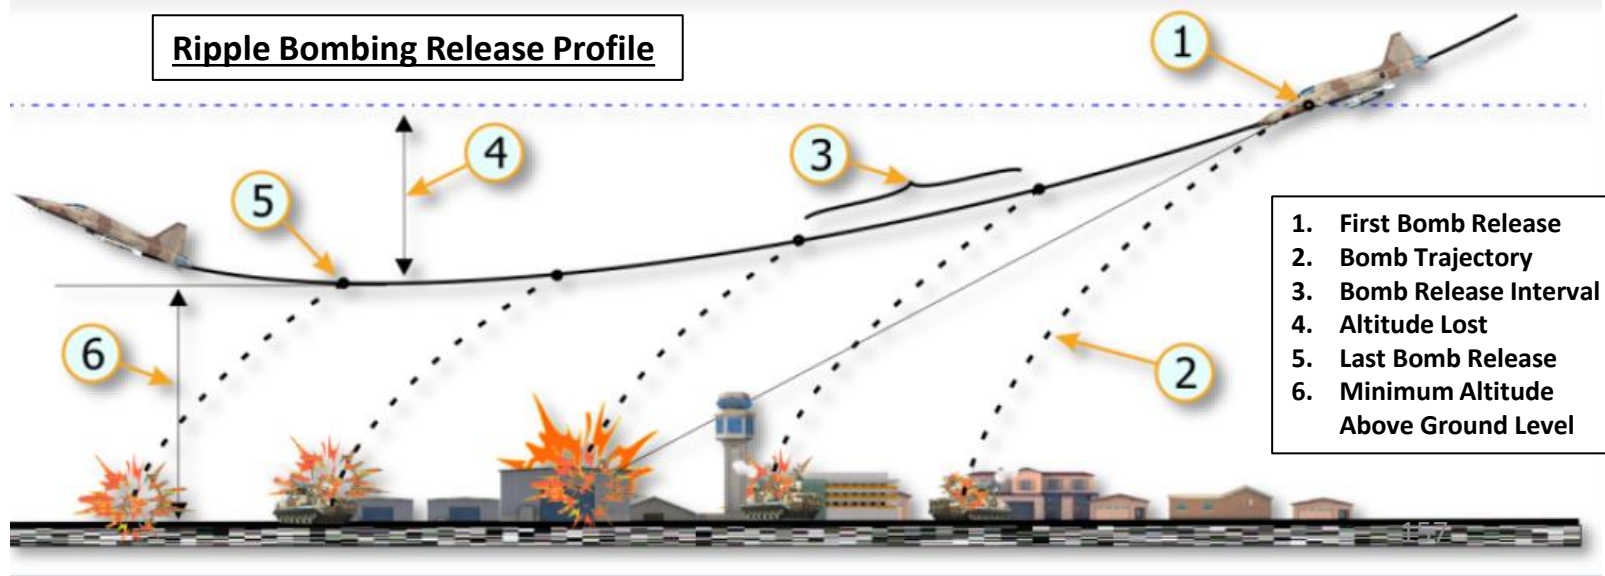 Ripple Bombing Release Profile
1
4
3
5
6
2
1. First Bomb Release
2. Bomb Trajectory
3. Bomb Release Interval
4. Altitude Lost
5. Last Bomb Release
6. Minimum Altitude
Above Ground Level
157